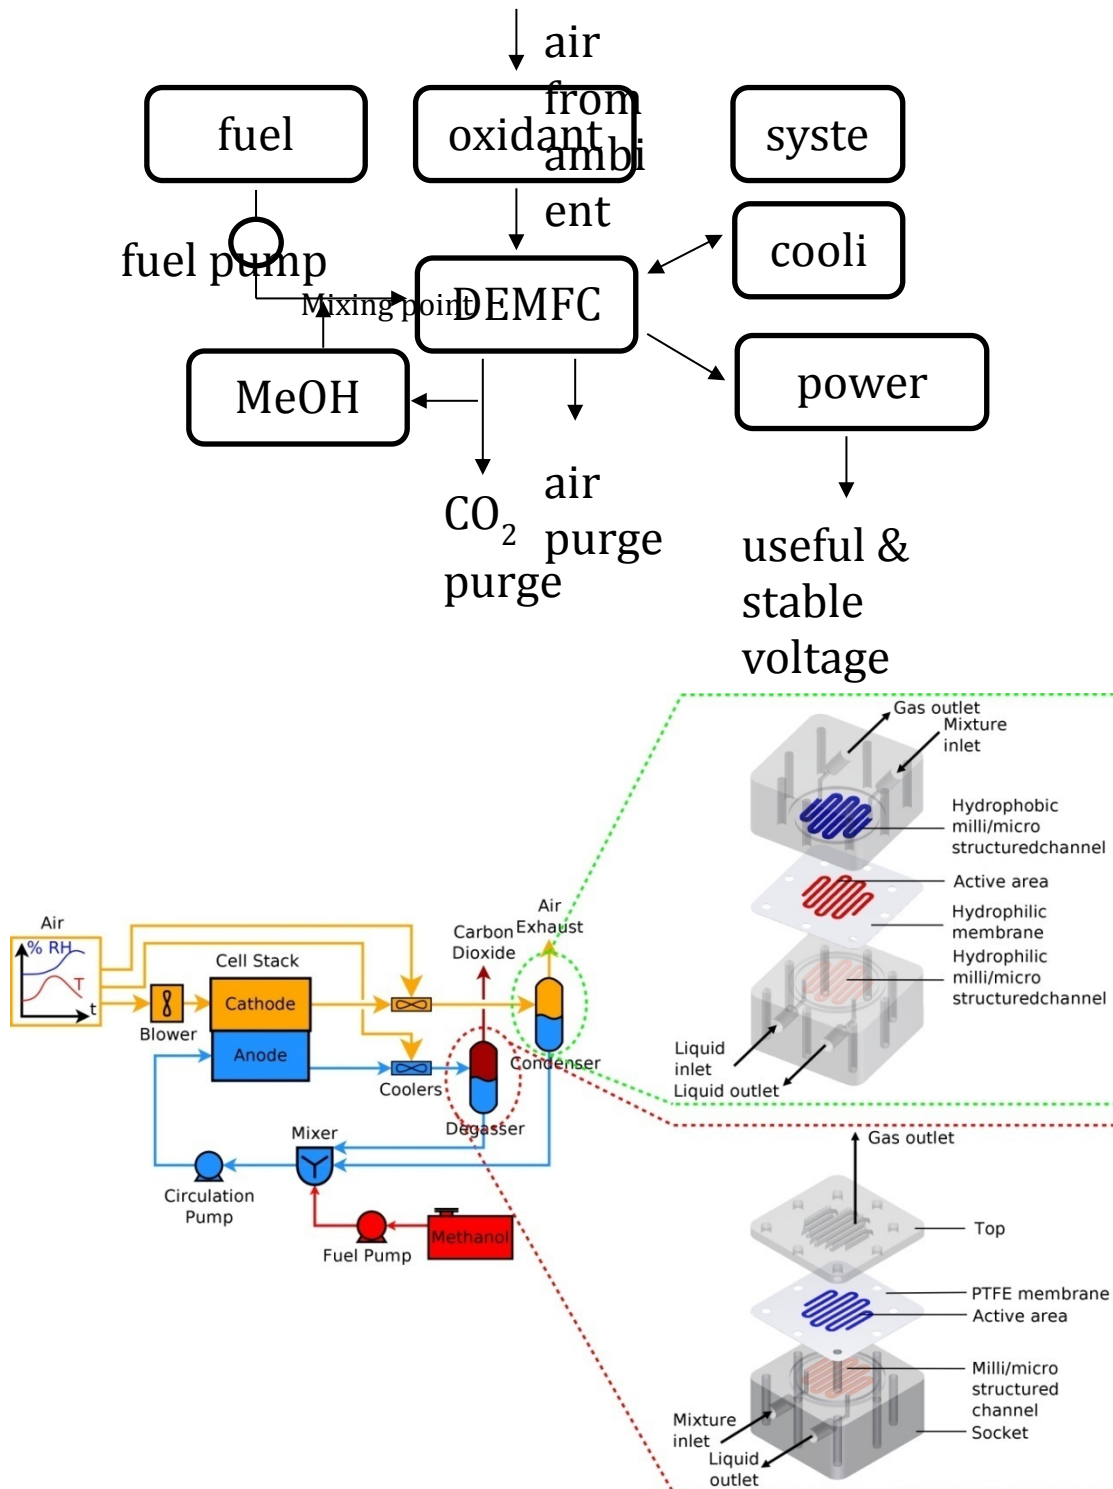 air
from
ambi
ent
fuel
oxidant
syste
fuel pump
cooli
Mixing point
DEMFC
MeOH
power
CO₂
purge
air
purge
useful &
stable
voltage
Gas outlet
Mixture
inlet
Hydrophobic
milli/micro
structuredchannel
Active area
Hydrophilic
membrane
Hydrophilic
milli/micro
structuredchannel
Liquid
inlet
Liquid outlet
Air
% RH
T
t
Blower
Cell Stack
Cathode
Anode
Coolers
Carbon
Dioxide
Air
Exhaust
Condenser
Degasser
Mixer
Circulation
Pump
Fuel Pump
Methanol
Gas outlet
Top
PTFE membrane
Active area
Milli/micro
structured
channel
Socket
Mixture
inlet
Liquid
outlet